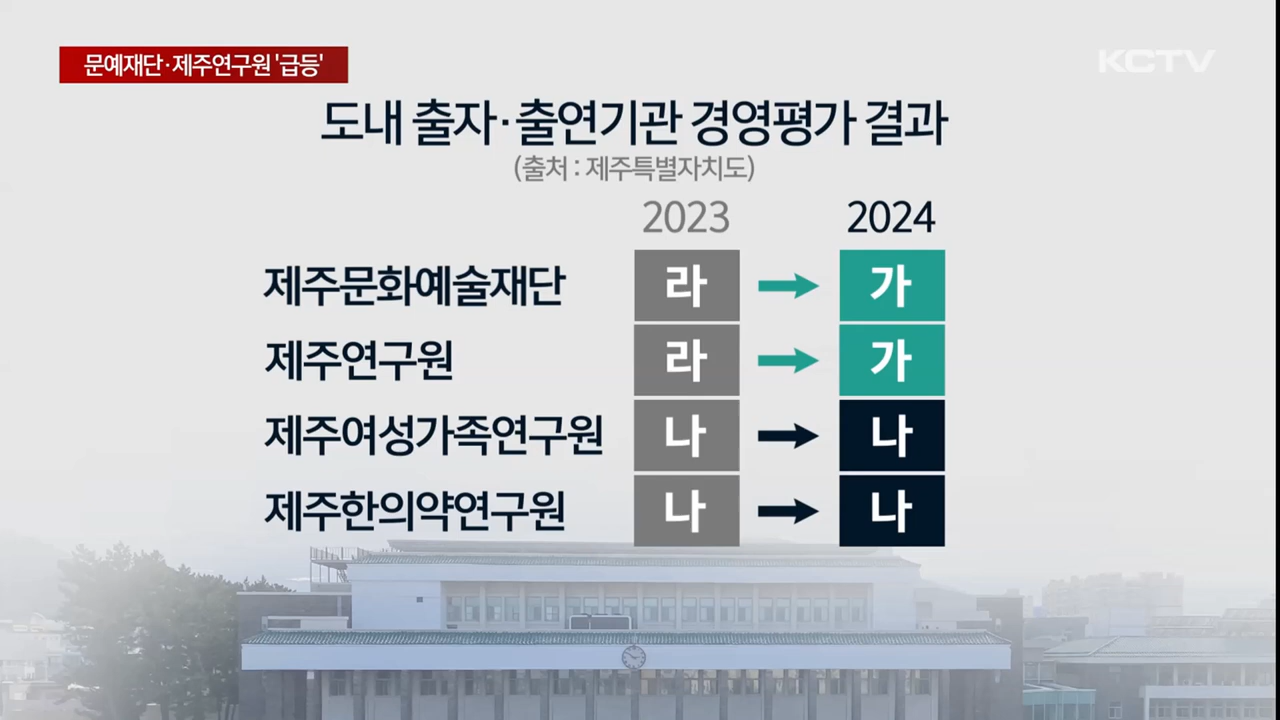 문예재단·제주연구원 '급등'
KCTV
도내 출자·출연기관 경영평가 결과
(출처 : 제주특별자치도)
2023 2024
제주문화예술재단 라 → 가
제주연구원 라 → 가
제주여성가족연구원 나 → 나
제주한의약연구원 나 → 나